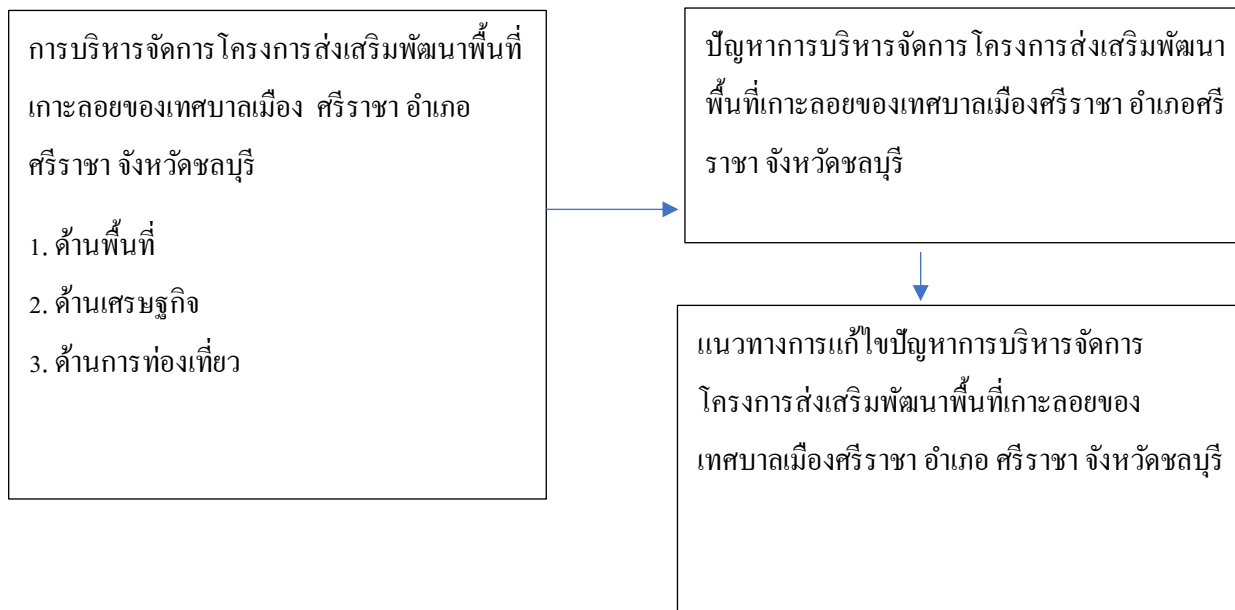 การบริหารจัดการโครงการส่งเสริมพัฒนาพื้นที่
เกาะลอยของเทศบาลเมือง ศรีราชา อำเภอ
ศรีราชา จังหวัดชลบุรี
1. ด้านพื้นที่
2. ด้านเศรษฐกิจ
3. ด้านการท่องเที่ยว
ปัญหาการบริหารจัดการโครงการส่งเสริมพัฒนา
พื้นที่เกาะลอยของเทศบาลเมืองศรีราชา อำเภอศรี
ราชา จังหวัดชลบุรี
แนวทางการแก้ไขปัญหาการบริหารจัดการ
โครงการส่งเสริมพัฒนาพื้นที่เกาะลอยของ
เทศบาลเมืองศรีราชา อำเภอ ศรีราชา จังหวัดชลบุรี